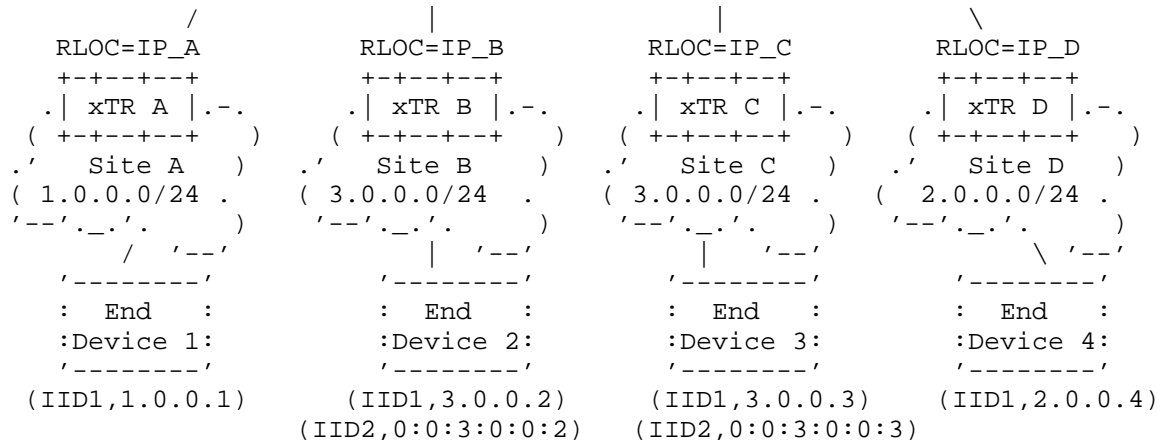 / | | \
RLOC=IP_A RLOC=IP_B RLOC=IP_C RLOC=IP_D
+-+--+--+ +-+--+--+ +-+--+--+ +-+--+--+
.| xTR A |.-. .| xTR B |.-. .| xTR C |.-. .| xTR D |.-.
( +-+--+--+ ) ( +-+--+--+ ) ( +-+--+--+ ) ( +-+--+--+ )
.' Site A ) .' Site B ) .' Site C ) .' Site D )
( 1.0.0.0/24 . ( 3.0.0.0/24 . ( 3.0.0.0/24 . ( 2.0.0.0/24 .
'--'._.'. ) '--'._.'. ) '--'._.'. ) '--'._.'. )
/ '--' | '--' | '--' \ '--'
'--------' '--------' '--------' '--------'
: End : : End : : End : : End :
:Device 1: :Device 2: :Device 3: :Device 4:
'--------' '--------' '--------' '--------'
(IID1,1.0.0.1) (IID1,3.0.0.2) (IID1,3.0.0.3) (IID1,2.0.0.4)
(IID2,0:0:3:0:0:2) (IID2,0:0:3:0:0:3)